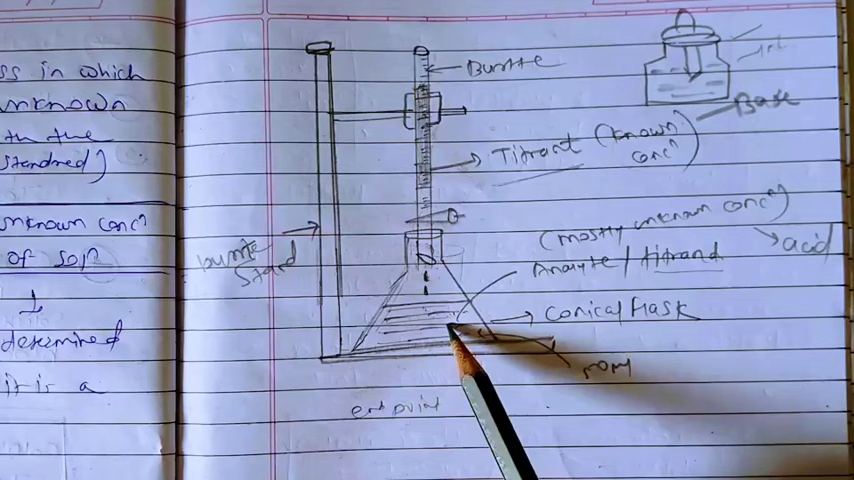 ss in which
unknown
th the
standred)
unknown concⁿ
of solⁿ
determined
it is a
Burette
Titrant (known
concⁿ)
Base
burette
stand
(mostly unknown concⁿ)
acid
Analyte/titrand
Conical flask
end point